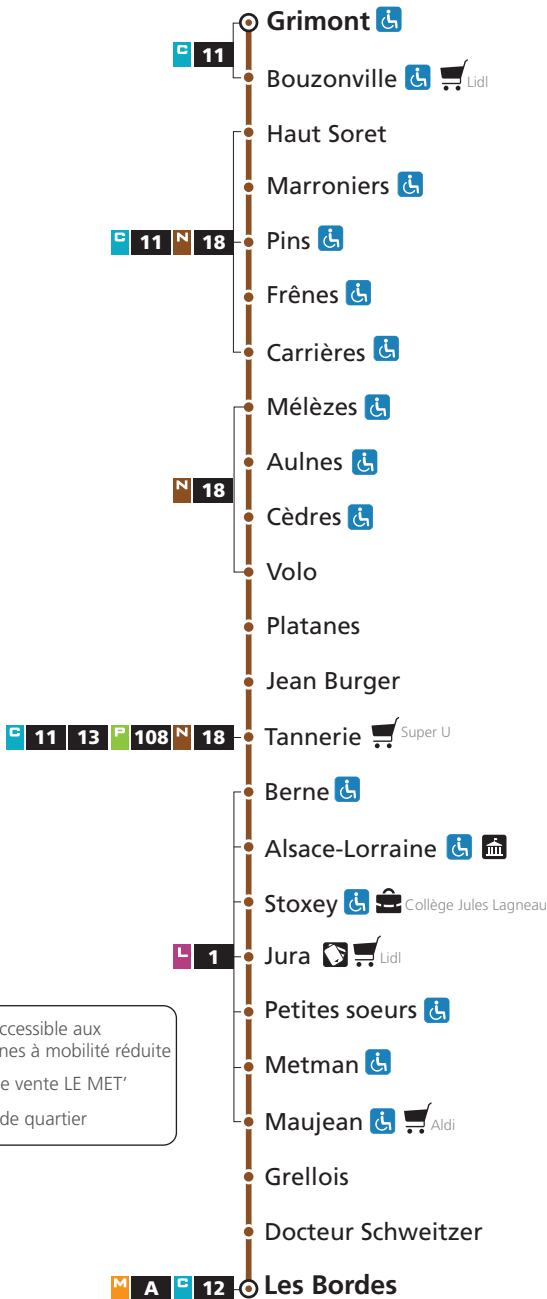 Grimont
C 11
Bouzonville Lidl
Haut Soret
Marroniers
C 11 N 18 Pins
Frênes
Carrières
Mélèzes
Aulnes
N 18
Cèdres
Volo
Platanes
Jean Burger
C 11 13 P 108 N 18 Tannerie Super U
Berne
Alsace-Lorraine
Stoxey Collège Jules Lagneau
L 1 Jura Lidl
Petites soeurs
Metman
Maujean Aldi
Grellois
Docteur Schweitzer
M A C 12 Les Bordes
ccessible aux
nes à mobilité réduite
e vente LE MET’
de quartier